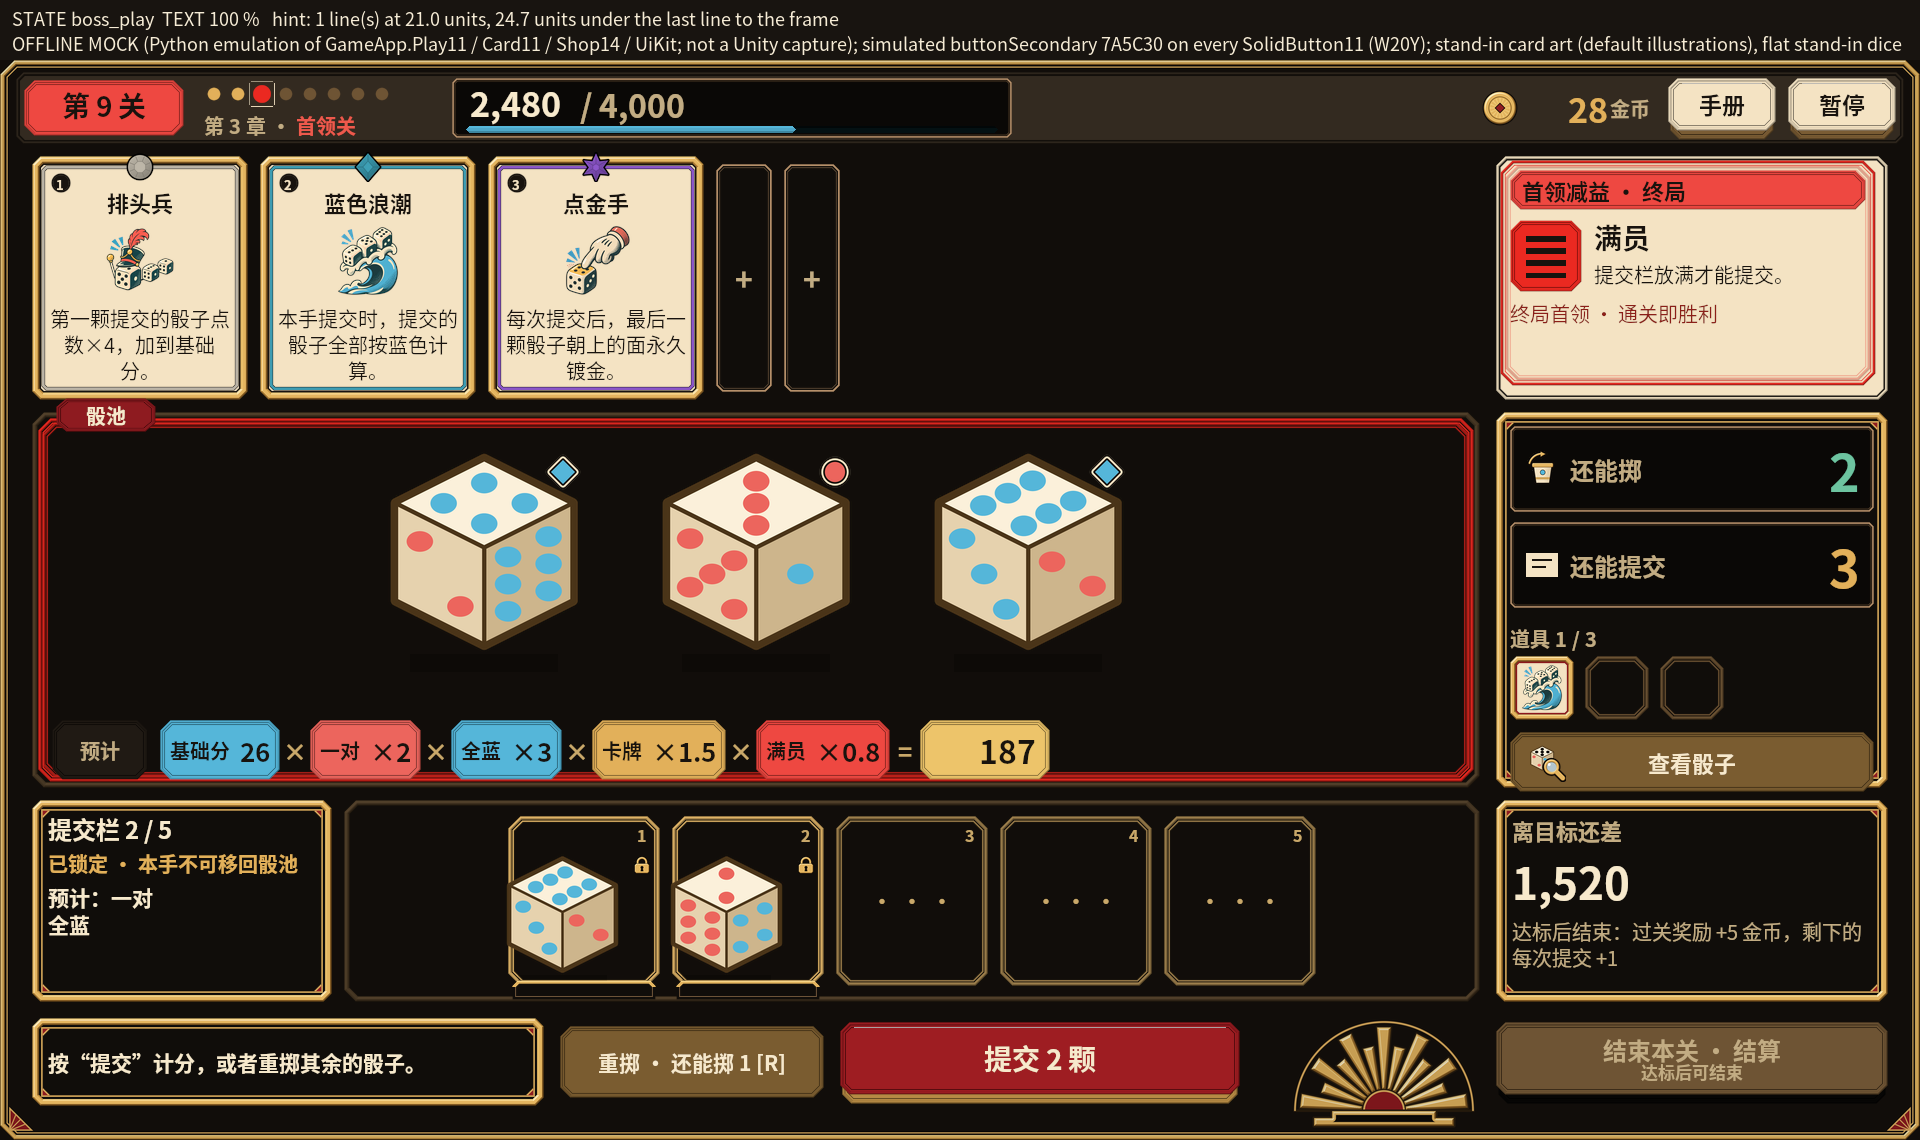 STATE boss_play TEXT 100 % hint: 1 line(s) at 21.0 units, 24.7 units under the last line to the frame
OFFLINE MOCK (Python emulation of GameApp.Play11 / Card11 / Shop14 / UiKit; not a Unity capture); simulated buttonSecondary 7A5C30 on every SolidButton11 (W20Y); stand-in card art (default illustrations), flat stand-in dice
第 9 关
第 3 章 · 首领关
2,480 / 4,000
28金币
手册
暂停
1
排头兵
第一颗提交的骰子点
数×4，加到基础
分。
2
蓝色浪潮
本手提交时，提交的
骰子全部按蓝色计
算。
3
点金手
每次提交后，最后一
颗骰子朝上的面永久
镀金。
+
+
首领减益 · 终局
满员
提交栏放满才能提交。
终局首领 · 通关即胜利
骰池
还能掷 2
还能提交 3
道具 1 / 3
查看骰子
预计 基础分 26 × 一对 ×2 × 全蓝 ×3 × 卡牌 ×1.5 × 满员 ×0.8 = 187
提交栏 2 / 5
已锁定 · 本手不可移回骰池
预计：一对
全蓝
1
2
3
4
5
离目标还差
1,520
达标后结束：过关奖励 +5 金币，剩下的
每次提交 +1
按“提交”计分，或者重掷其余的骰子。
重掷 · 还能掷 1 [R]
提交 2 颗
结束本关 · 结算
达标后可结束